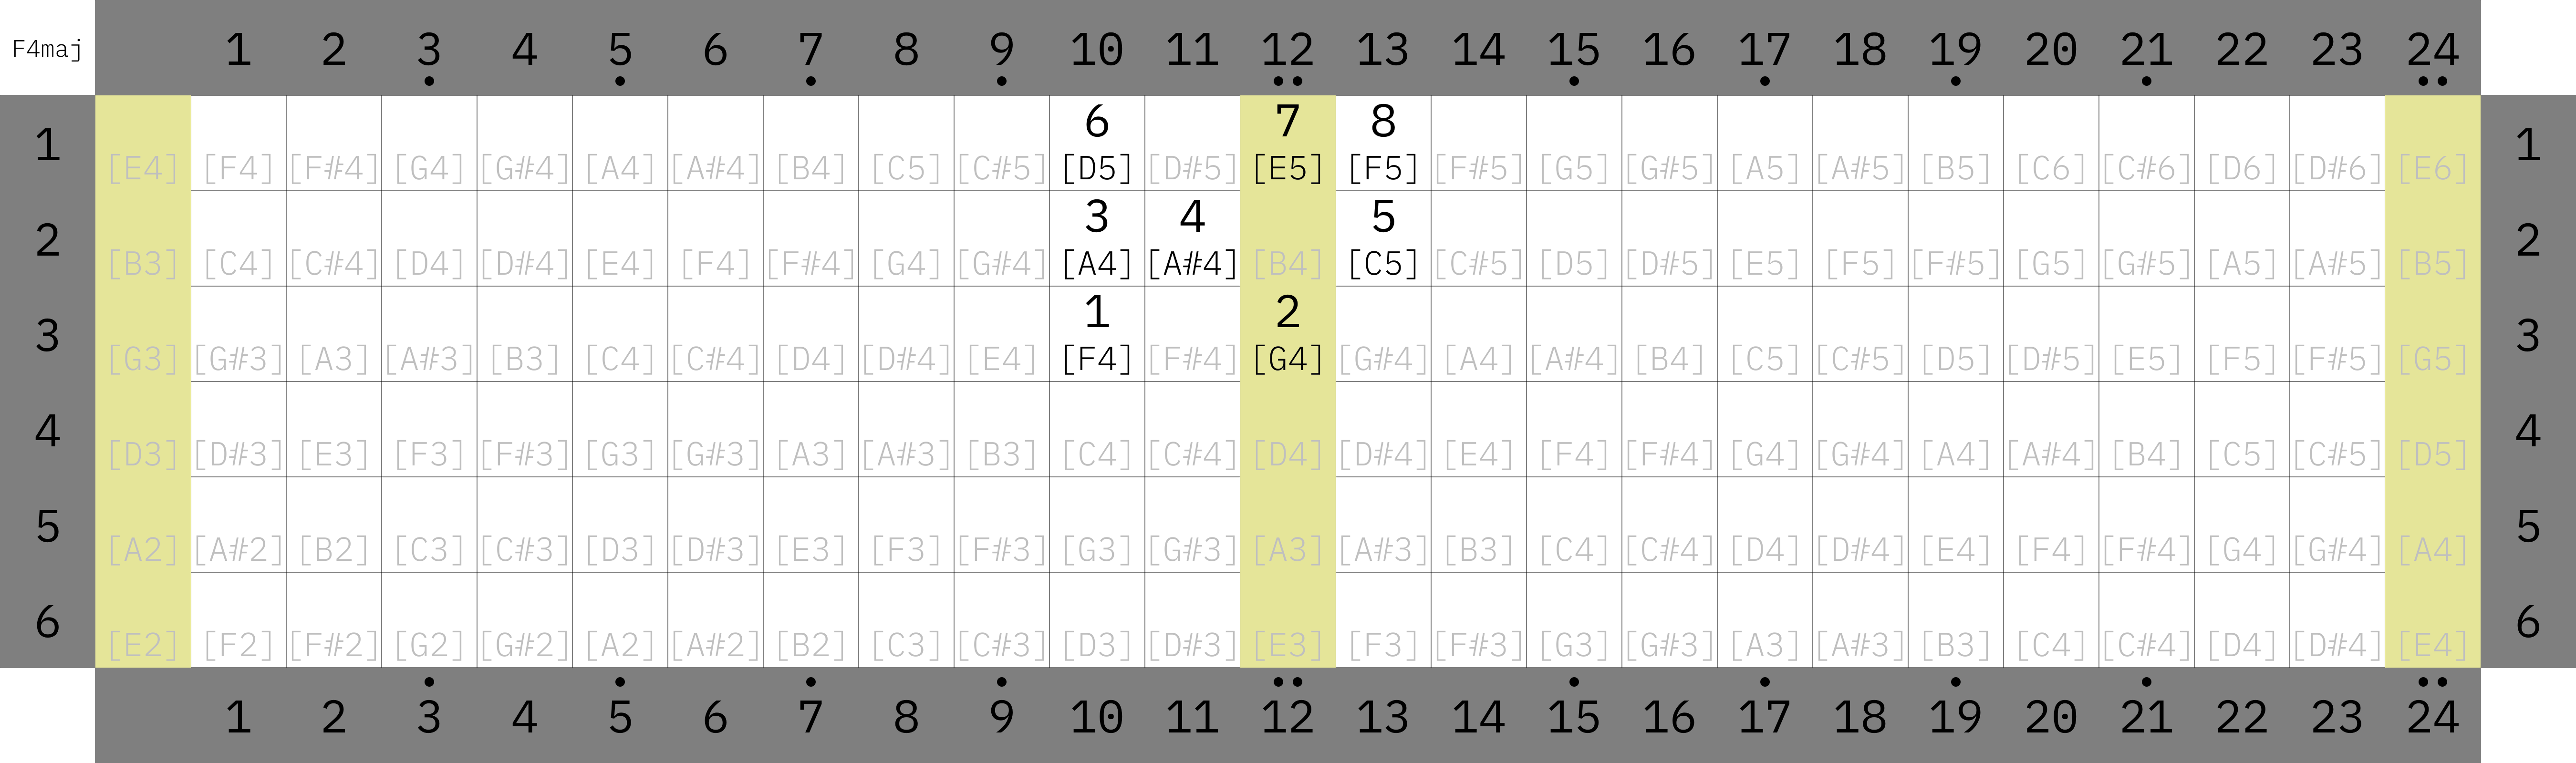 F4maj 1 2 3 4 5 6 7 8 9 10 11 12 13 14 15 16 17 18 19 20 21 22 23 24
6 7 8
1 [E4] [F4] [F#4] [G4] [G#4] [A4] [A#4] [B4] [C5] [C#5] [D5] [D#5] [E5] [F5] [F#5] [G5] [G#5] [A5] [A#5] [B5] [C6] [C#6] [D6] [D#6] [E6] 1
3 4 5
2 [B3] [C4] [C#4] [D4] [D#4] [E4] [F4] [F#4] [G4] [G#4] [A4] [A#4] [B4] [C5] [C#5] [D5] [D#5] [E5] [F5] [F#5] [G5] [G#5] [A5] [A#5] [B5] 2
1 2
3 [G3] [G#3] [A3] [A#3] [B3] [C4] [C#4] [D4] [D#4] [E4] [F4] [F#4] [G4] [G#4] [A4] [A#4] [B4] [C5] [C#5] [D5] [D#5] [E5] [F5] [F#5] [G5] 3
4 [D3] [D#3] [E3] [F3] [F#3] [G3] [G#3] [A3] [A#3] [B3] [C4] [C#4] [D4] [D#4] [E4] [F4] [F#4] [G4] [G#4] [A4] [A#4] [B4] [C5] [C#5] [D5] 4
5 [A2] [A#2] [B2] [C3] [C#3] [D3] [D#3] [E3] [F3] [F#3] [G3] [G#3] [A3] [A#3] [B3] [C4] [C#4] [D4] [D#4] [E4] [F4] [F#4] [G4] [G#4] [A4] 5
6 [E2] [F2] [F#2] [G2] [G#2] [A2] [A#2] [B2] [C3] [C#3] [D3] [D#3] [E3] [F3] [F#3] [G3] [G#3] [A3] [A#3] [B3] [C4] [C#4] [D4] [D#4] [E4] 6
1 2 3 4 5 6 7 8 9 10 11 12 13 14 15 16 17 18 19 20 21 22 23 24